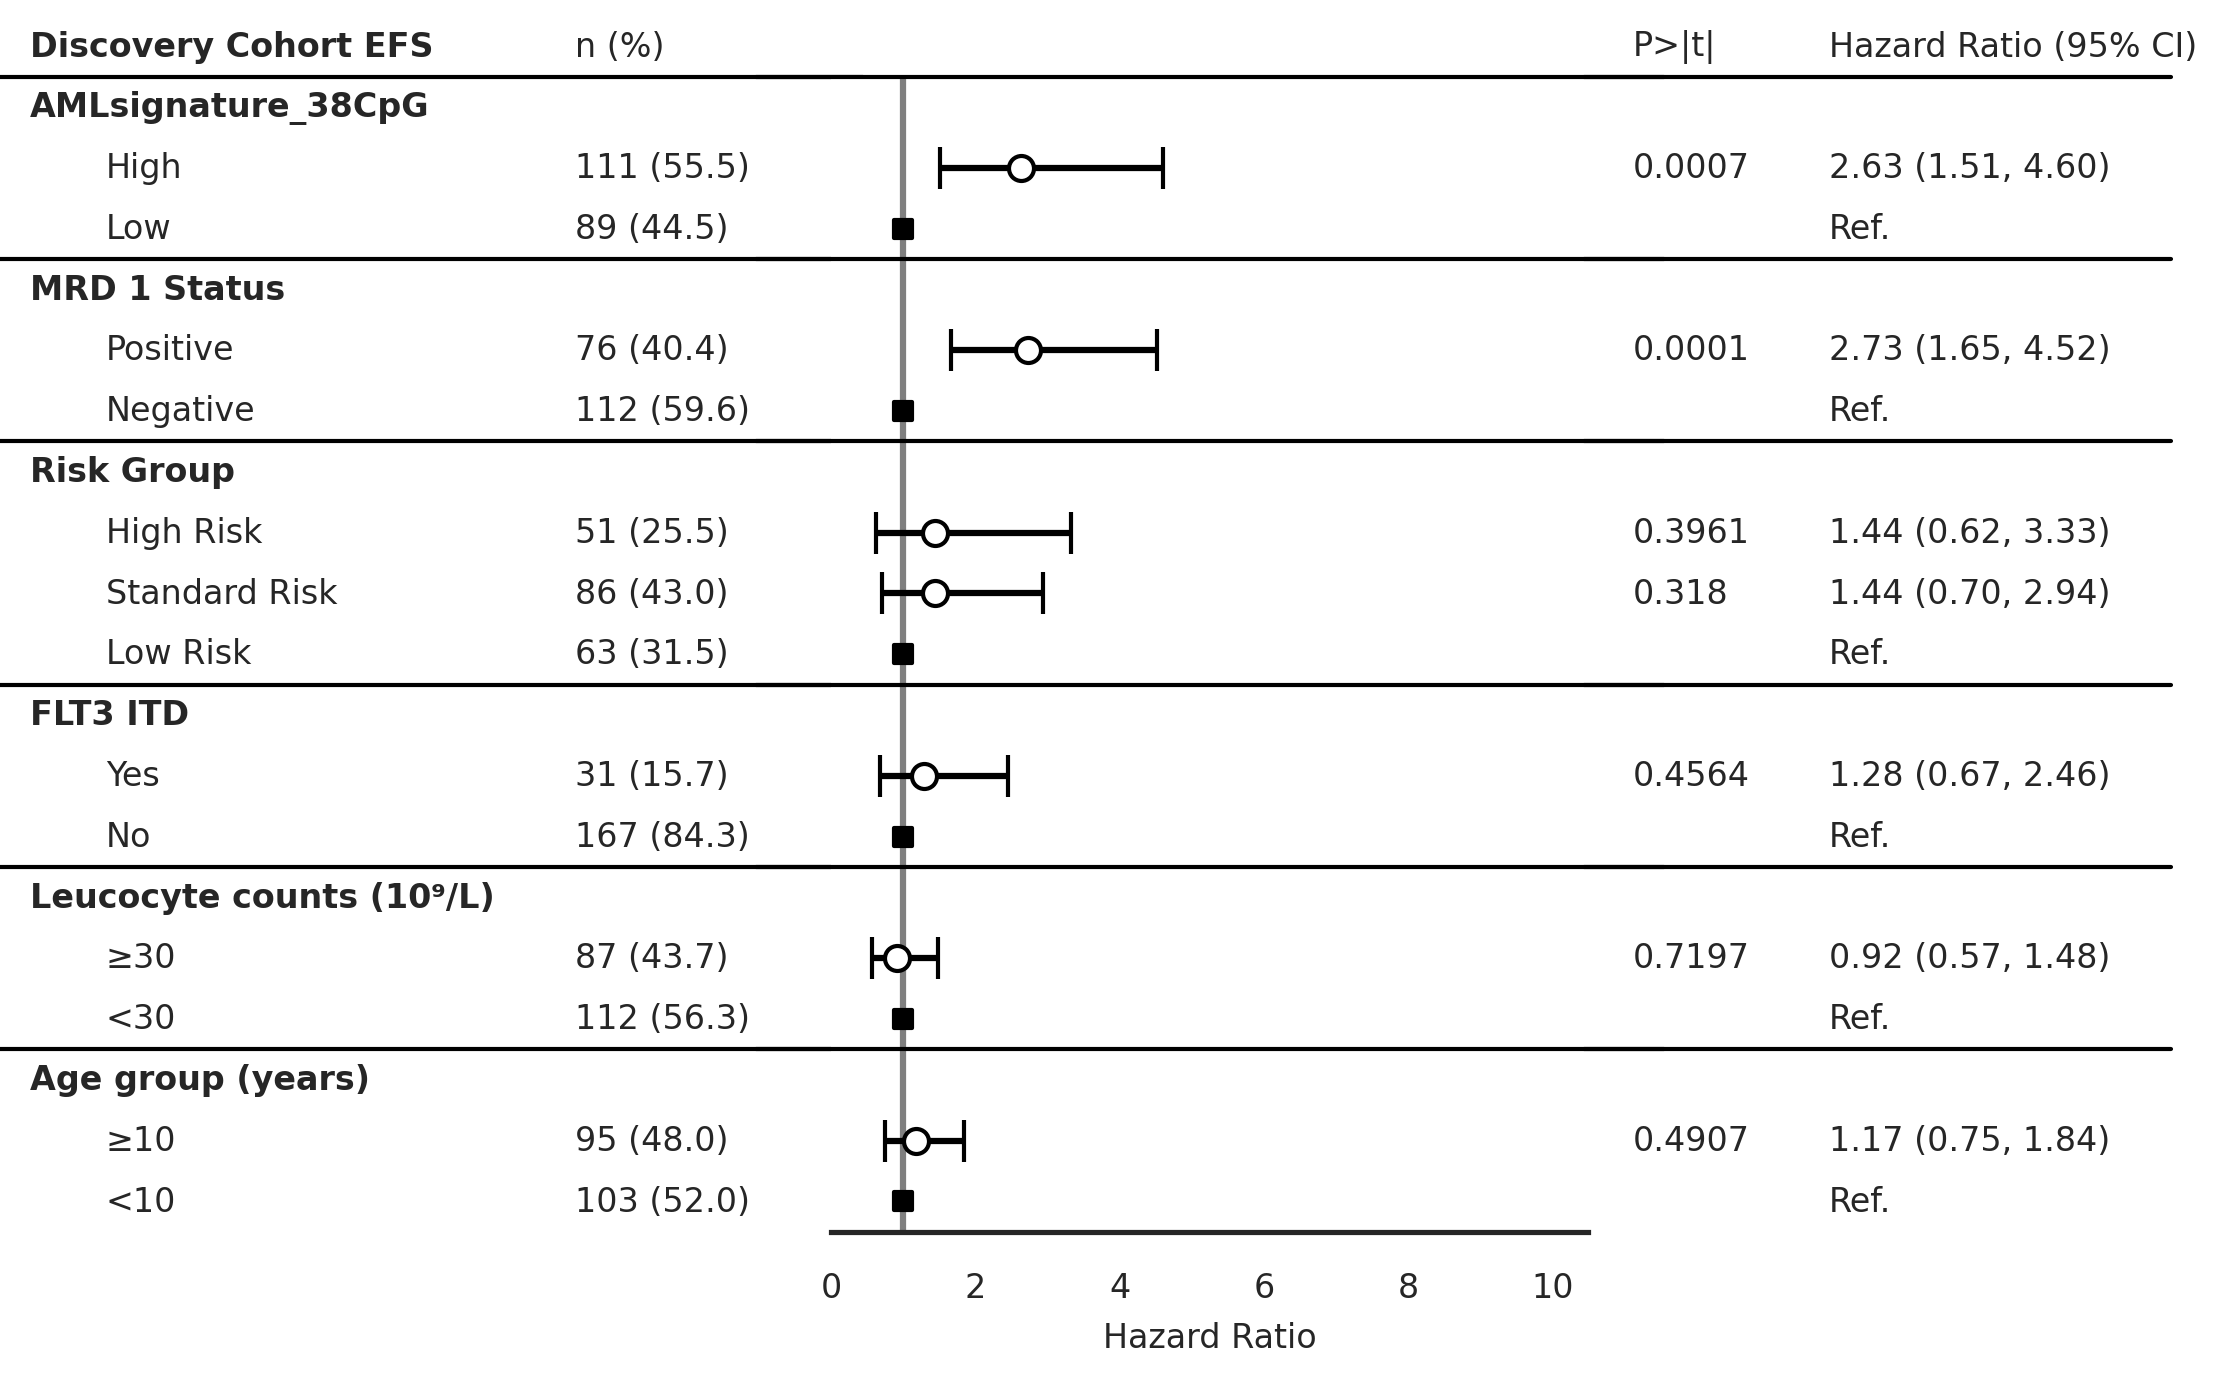 Discovery Cohort EFS n (%) P>|t| Hazard Ratio (95% CI)
AMLsignature_38CpG
High 111 (55.5) 0.0007 2.63 (1.51, 4.60)
Low 89 (44.5) Ref.
MRD 1 Status
Positive 76 (40.4) 0.0001 2.73 (1.65, 4.52)
Negative 112 (59.6) Ref.
Risk Group
High Risk 51 (25.5) 0.3961 1.44 (0.62, 3.33)
Standard Risk 86 (43.0) 0.318 1.44 (0.70, 2.94)
Low Risk 63 (31.5) Ref.
FLT3 ITD
Yes 31 (15.7) 0.4564 1.28 (0.67, 2.46)
No 167 (84.3) Ref.
Leucocyte counts (10⁹/L)
≥30 87 (43.7) 0.7197 0.92 (0.57, 1.48)
<30 112 (56.3) Ref.
Age group (years)
≥10 95 (48.0) 0.4907 1.17 (0.75, 1.84)
<10 103 (52.0) Ref.
0 2 4 6 8 10
Hazard Ratio